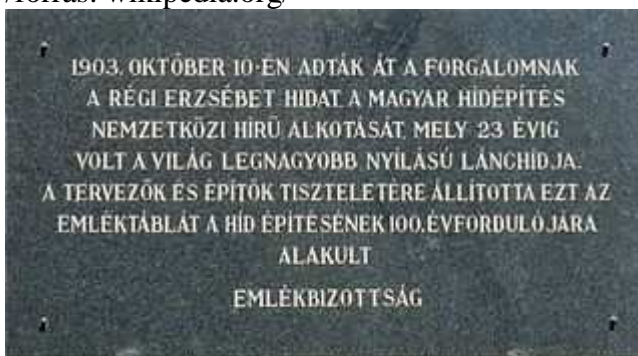 /forrás: wikipedia.org/
1903. OKTÓBER 10-ÉN ADTÁK ÁT A FORGALOMNAK
A RÉGI ERZSÉBET HIDAT A MAGYAR HÍDÉPÍTÉS
NEMZETKÖZI HÍRŰ ALKOTÁSÁT, MELY 23 ÉVIG
VOLT A VILÁG LEGNAGYOBB NYÍLÁSÚ LÁNCHÍDJA.
A TERVEZŐK ÉS ÉPÍTŐK TISZTELETÉRE ÁLLÍTOTTA EZT AZ
EMLÉKTÁBLÁT A HÍD ÉPÍTÉSÉNEK 100. ÉVFORDULÓJÁRA
ALAKULT
EMLÉKBIZOTTSÁG